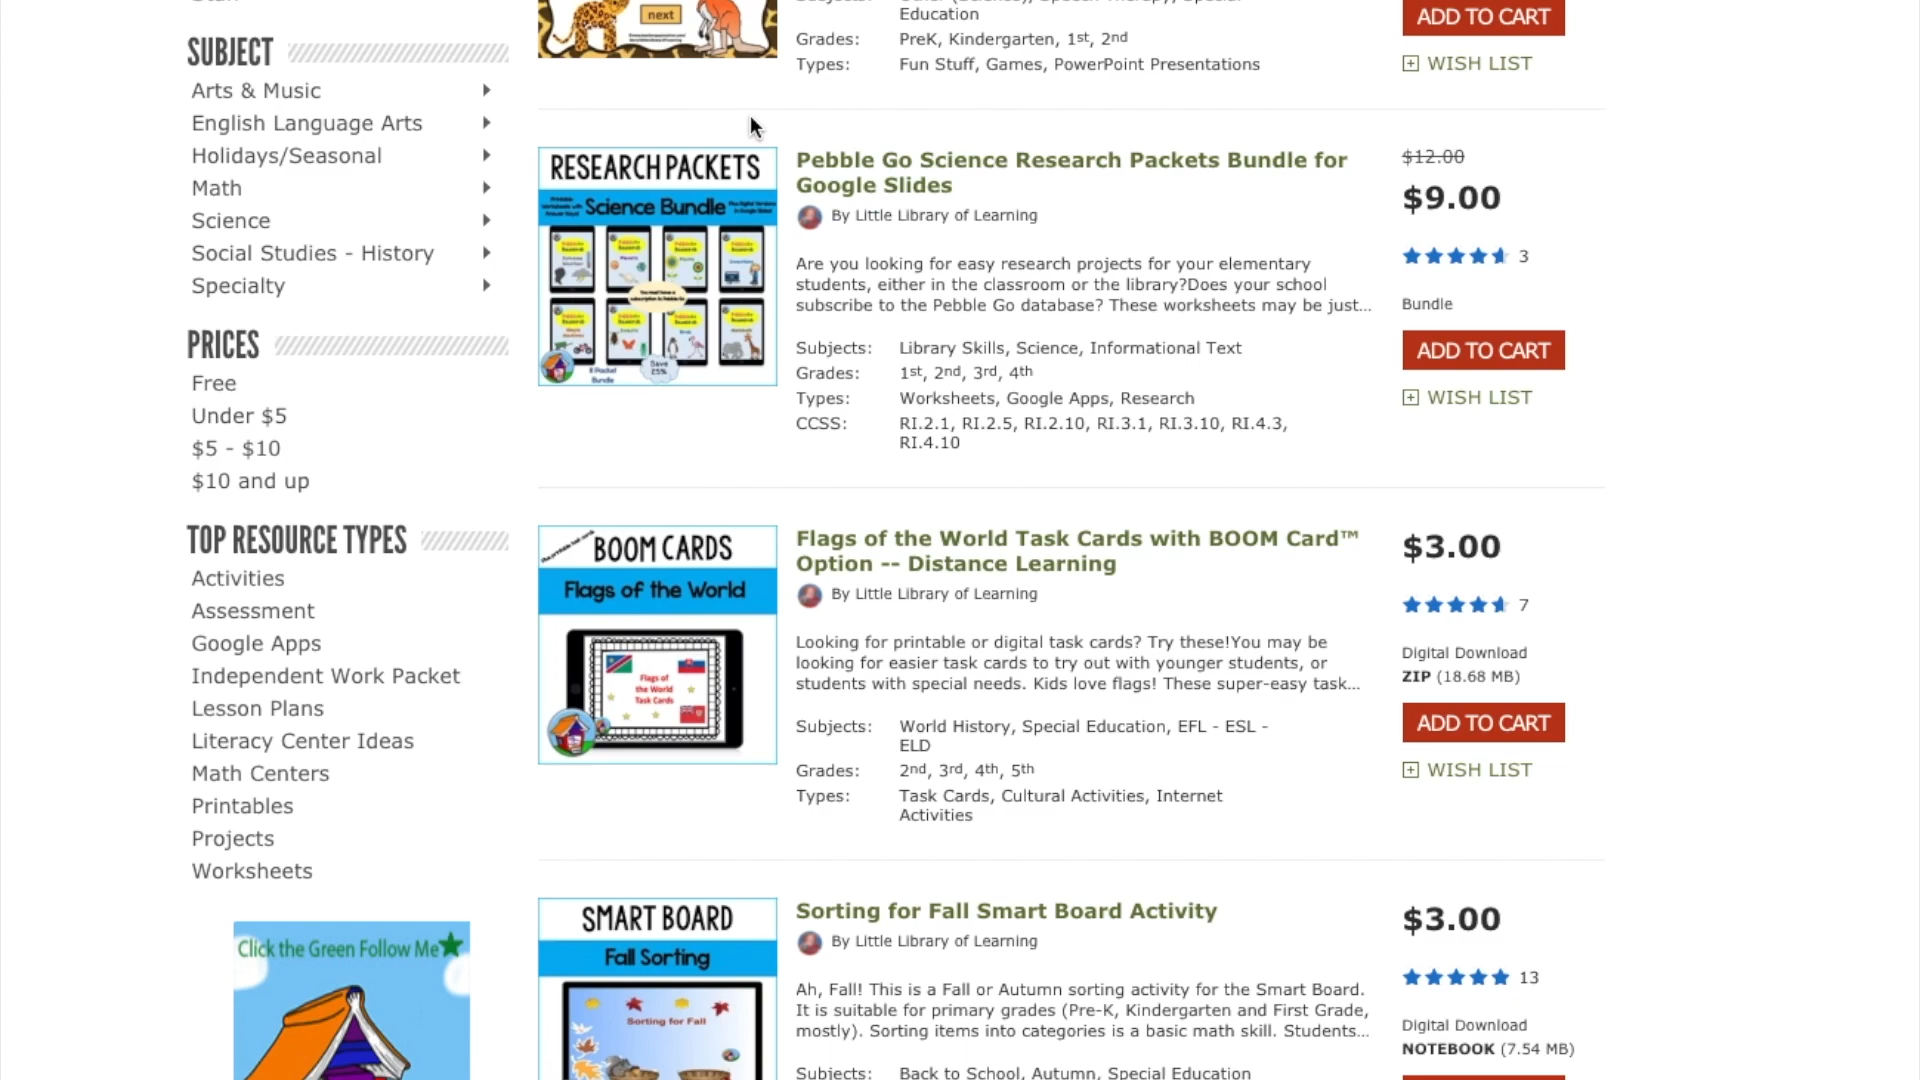 SUBJECT
Arts & Music
English Language Arts
Holidays/Seasonal
Math
Science
Social Studies - History
Specialty
PRICES
Free
Under $5
$5 - $10
$10 and up
TOP RESOURCE TYPES
Activities
Assessment
Google Apps
Independent Work Packet
Lesson Plans
Literacy Center Ideas
Math Centers
Printables
Projects
Worksheets
Click the Green Follow Me
next
Education
Grades: PreK, Kindergarten, 1st, 2nd
Types: Fun Stuff, Games, PowerPoint Presentations
ADD TO CART
WISH LIST
RESEARCH PACKETS
Science Bundle
Save
25%
8 Packet
Bundle
Pebble Go Science Research Packets Bundle for
Google Slides
By Little Library of Learning
Are you looking for easy research projects for your elementary
students, either in the classroom or the library?Does your school
subscribe to the Pebble Go database? These worksheets may be just...
Subjects: Library Skills, Science, Informational Text
Grades: 1st, 2nd, 3rd, 4th
Types: Worksheets, Google Apps, Research
CCSS: RI.2.1, RI.2.5, RI.2.10, RI.3.1, RI.3.10, RI.4.3,
RI.4.10
$12.00
$9.00
3
Bundle
ADD TO CART
WISH LIST
BOOM CARDS
Flags of the World
Flags of
the World
Task Cards
Flags of the World Task Cards with BOOM Card™
Option -- Distance Learning
By Little Library of Learning
Looking for printable or digital task cards? Try these!You may be
looking for easier task cards to try out with younger students, or
students with special needs. Kids love flags! These super-easy task...
Subjects: World History, Special Education, EFL - ESL -
ELD
Grades: 2nd, 3rd, 4th, 5th
Types: Task Cards, Cultural Activities, Internet
Activities
$3.00
7
Digital Download
ZIP (18.68 MB)
ADD TO CART
WISH LIST
SMART BOARD
Fall Sorting
Sorting for Fall
Sorting for Fall Smart Board Activity
By Little Library of Learning
Ah, Fall! This is a Fall or Autumn sorting activity for the Smart Board.
It is suitable for primary grades (Pre-K, Kindergarten and First Grade,
mostly). Sorting items into categories is a basic math skill. Students...
Subjects: Back to School, Autumn, Special Education
$3.00
13
Digital Download
NOTEBOOK (7.54 MB)